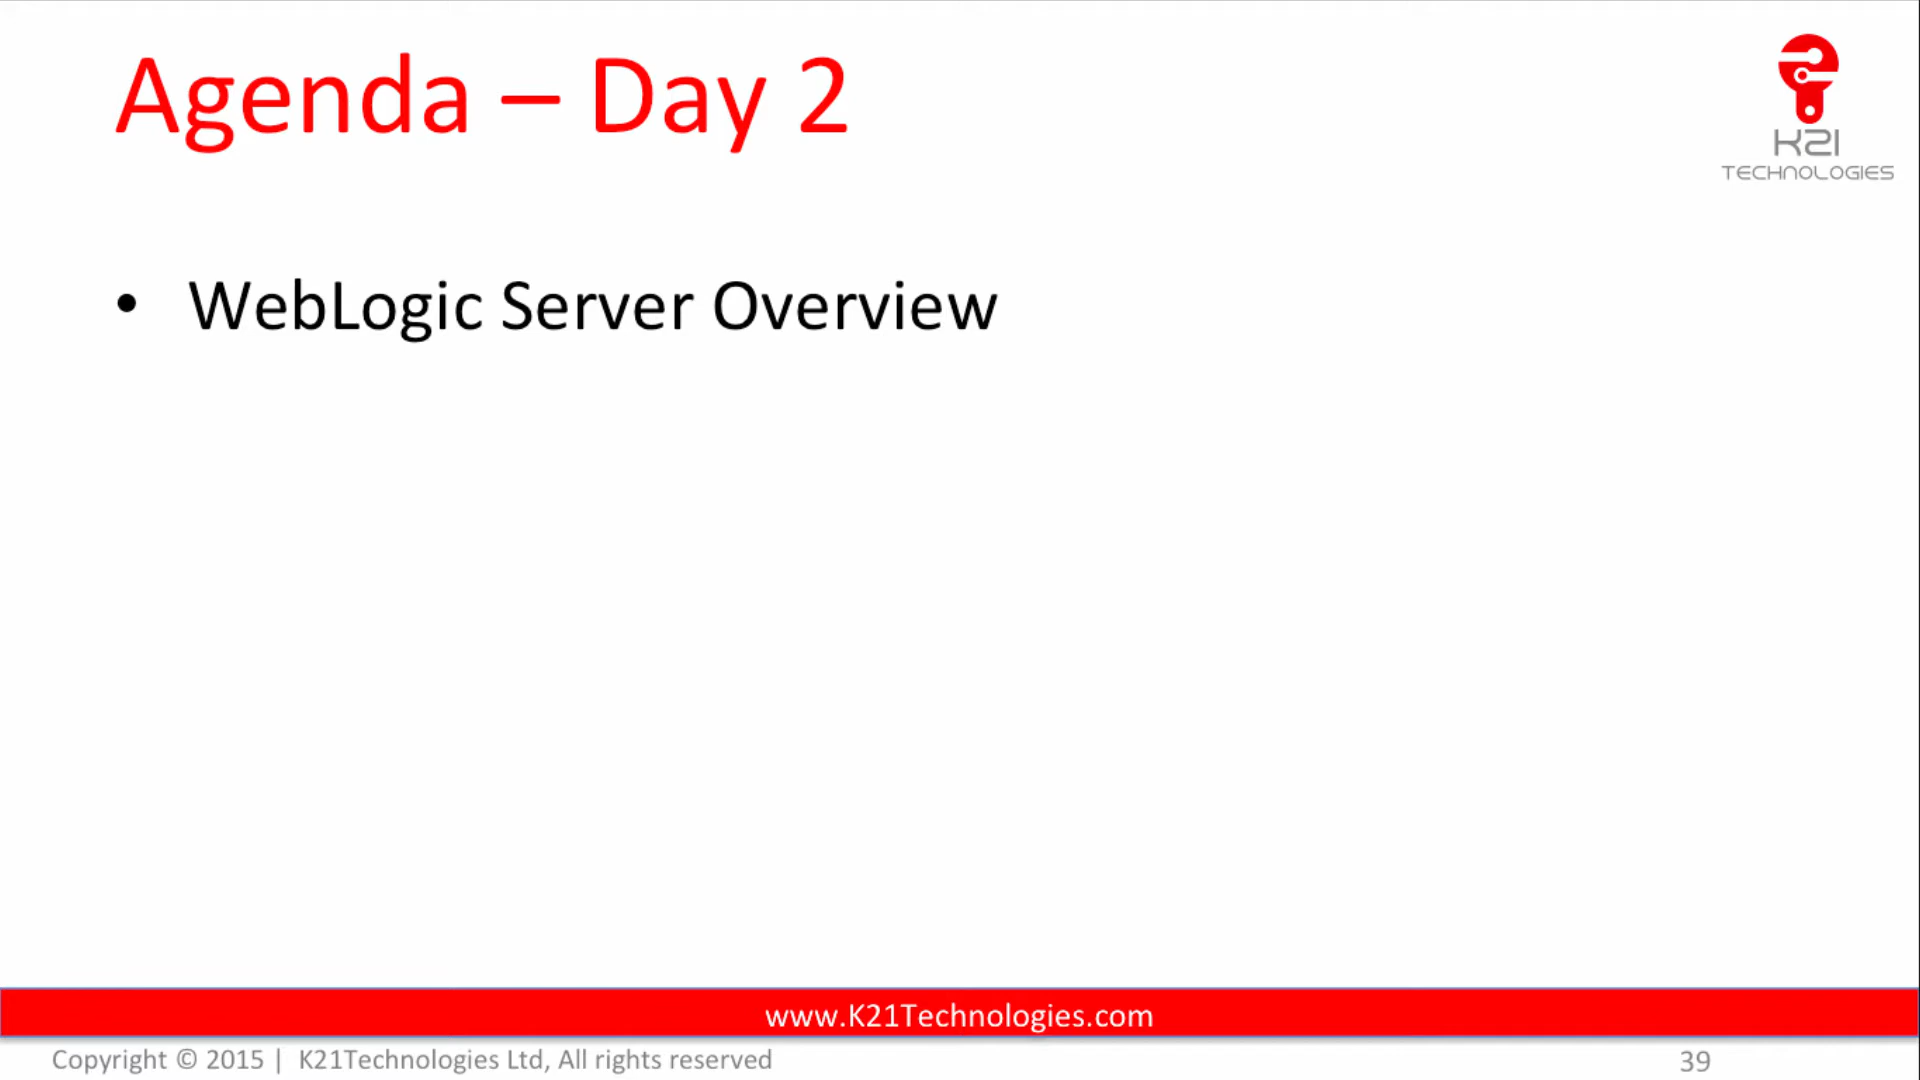 Agenda – Day 2
K21
TECHNOLOGIES
• WebLogic Server Overview
www.K21Technologies.com
Copyright © 2015 | K21Technologies Ltd, All rights reserved
39